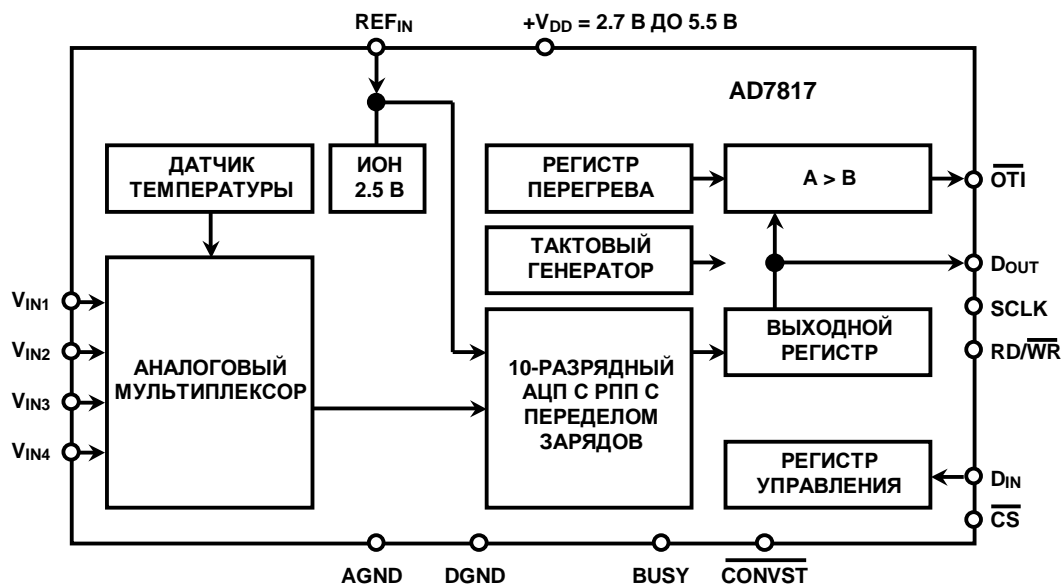 REFIN
+VDD = 2.7 В ДО 5.5 В
AD7817
ДАТЧИК
ТЕМПЕРАТУРЫ
ИОН
2.5 В
РЕГИСТР
ПЕРЕГРЕВА
A > B
OTI
ТАКТОВЫЙ
ГЕНЕРАТОР
DOUT
VIN1
VIN2
VIN3
VIN4
АНАЛОГОВЫЙ
МУЛЬТИПЛЕКСОР
10-РАЗРЯДНЫЙ
АЦП С РПП С
ПЕРЕДЕЛОМ
ЗАРЯДОВ
ВЫХОДНОЙ
РЕГИСТР
SCLK
RD/WR
РЕГИСТР
УПРАВЛЕНИЯ
DIN
CS
AGND
DGND
BUSY
CONVST